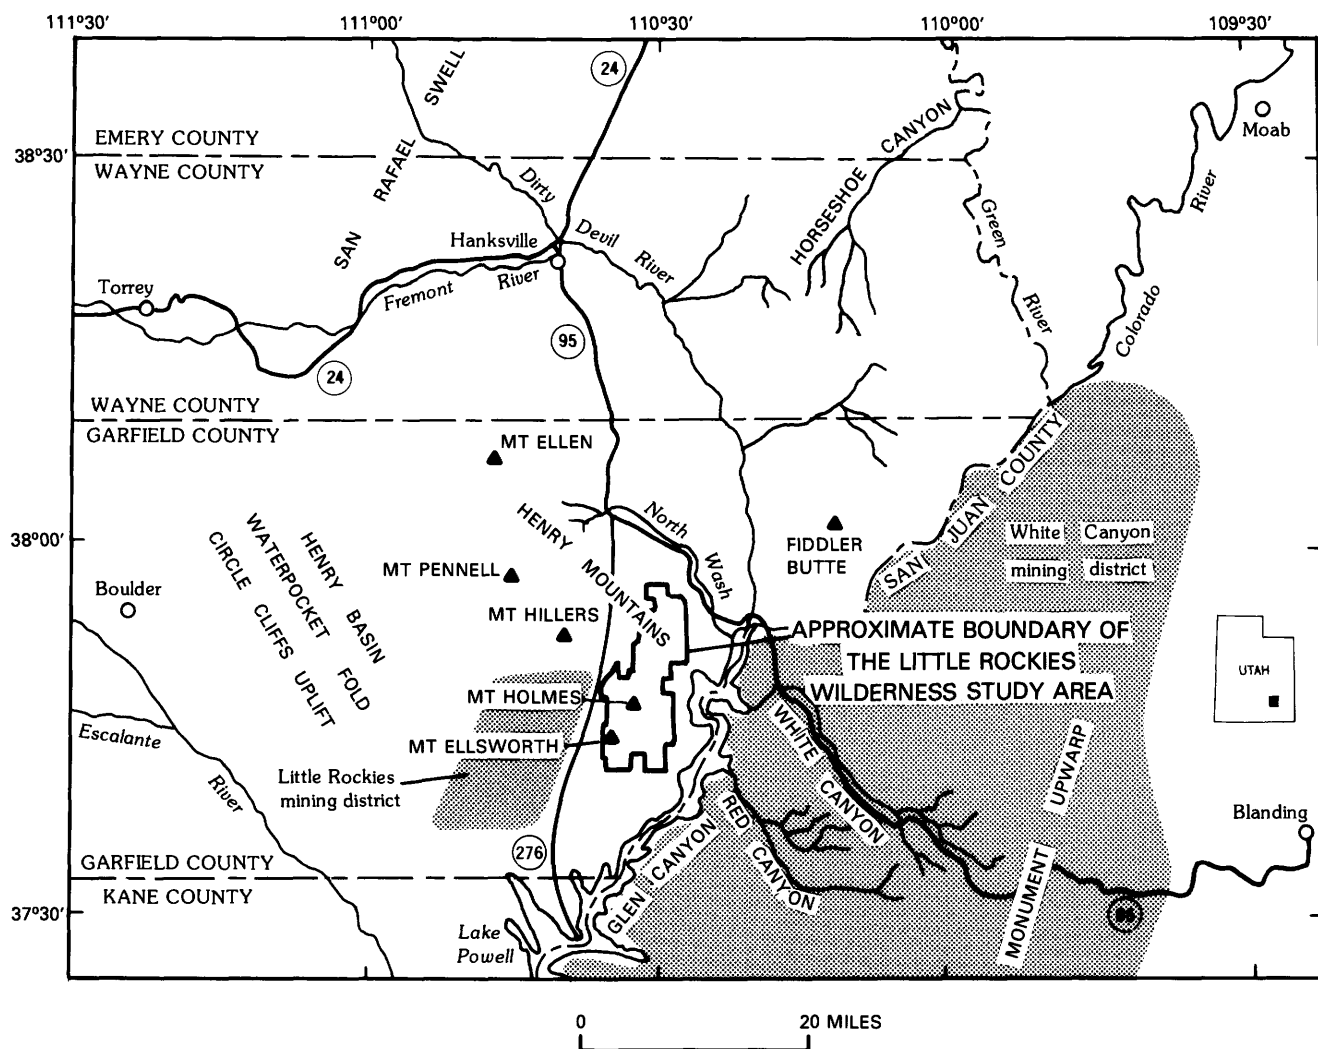 111°30′
111°00′
110°30′
110°00′
109°30′
38°30′
38°00′
37°30′
EMERY COUNTY
WAYNE COUNTY
SAN RAFAEL SWELL
24
Dirty Devil River
HORSESHOE CANYON
Green River
Colorado River
Moab
Hanksville
Fremont River
Torrey
24
95
WAYNE COUNTY
GARFIELD COUNTY
MT ELLEN
HENRY MOUNTAINS
North Wash
FIDDLER
BUTTE
SAN JUAN COUNTY
White Canyon
mining district
HENRY BASIN
WATERPOCKET FOLD
CIRCLE CLIFFS UPLIFT
Boulder
MT PENNELL
MT HILLERS
APPROXIMATE BOUNDARY OF
THE LITTLE ROCKIES
WILDERNESS STUDY AREA
UTAH
MT HOLMES
MT ELLSWORTH
Little Rockies
mining district
Escalante River
WHITE CANYON
RED CANYON
GLEN CANYON
MONUMENT UPWARP
Blanding
276
GARFIELD COUNTY
KANE COUNTY
Lake
Powell
0 20 MILES